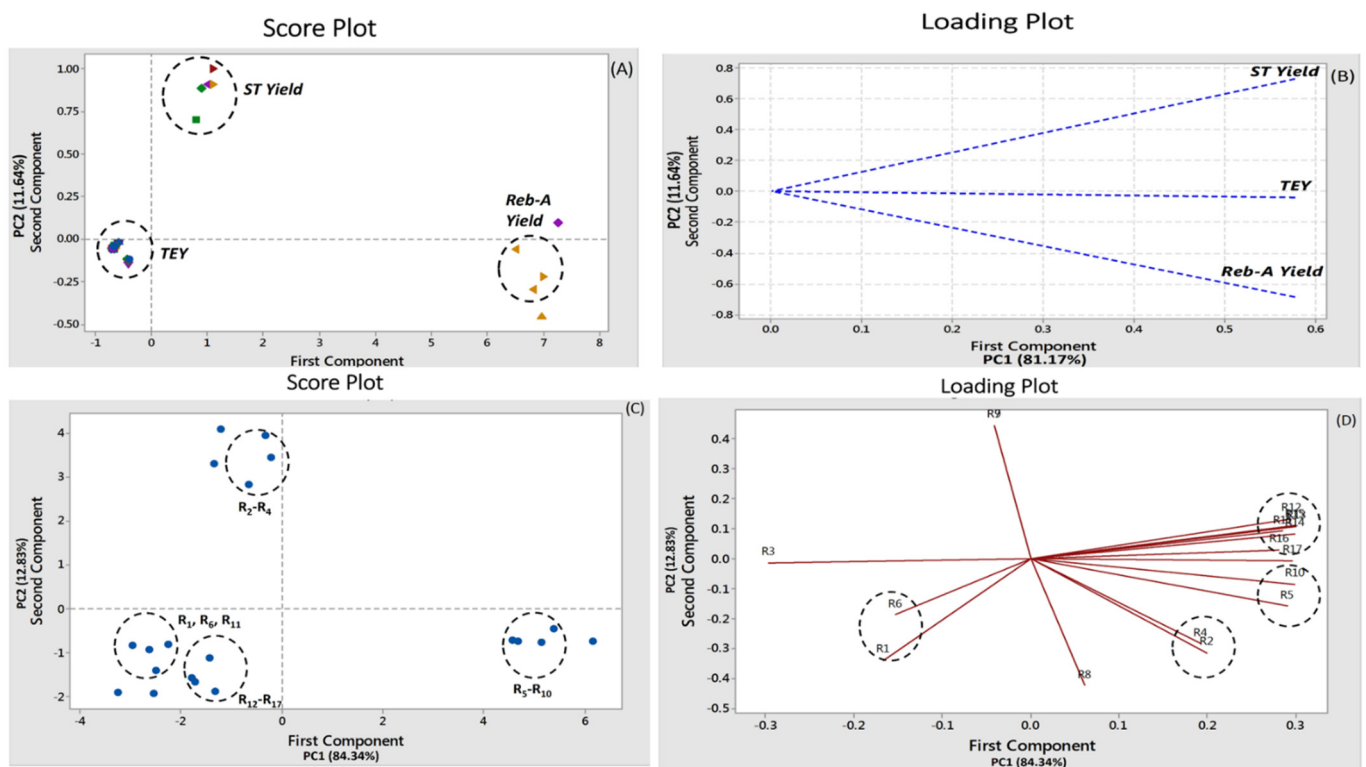 Score Plot
(A)
1.00
0.75
0.50
0.25
0.00
-0.25
-0.50
ST Yield
TEY
Reb-A
Yield
PC2 (11.64%)
Second Component
-1 0 1 2 3 4 5 6 7 8
First Component
Loading Plot
(B)
0.8
0.6
0.4
0.2
0.0
-0.2
-0.4
-0.6
-0.8
ST Yield
TEY
Reb-A Yield
PC2 (11.64%)
Second Component
0.0 0.1 0.2 0.3 0.4 0.5 0.6
First Component
PC1 (81.17%)
Score Plot
(C)
4
3
2
1
0
-1
-2
R2-R4
R1, R6, R11
R12-R17
R5-R10
PC2 (12.83%)
Second Component
-4 -2 0 2 4 6
First Component
PC1 (84.34%)
Loading Plot
(D)
0.4
0.3
0.2
0.1
0.0
-0.1
-0.2
-0.3
-0.4
-0.5
R12
R14
R16
R17
R3
R10
R5
R6
R4
R2
R1
R8
PC2 (12.83%)
Second Component
-0.3 -0.2 -0.1 0.0 0.1 0.2 0.3
First Component
PC1 (84.34%)